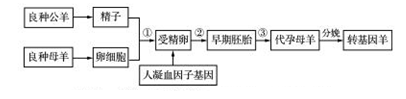 良种公羊 精子
① 受精卵 ② 早期胚胎 ③ 代孕母羊 分娩 转基因羊
良种母羊 卵细胞
人凝血因子基因